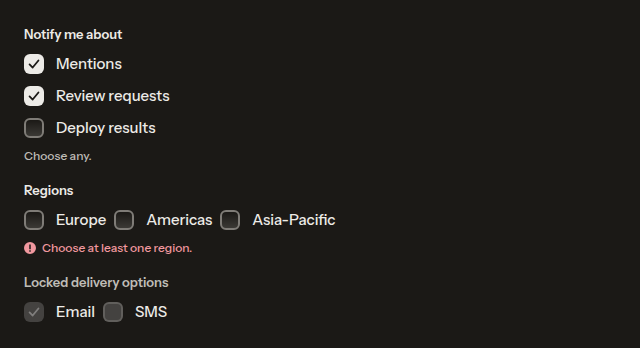 Notify me about
Mentions
Review requests
Deploy results
Choose any.
Regions
Europe Americas Asia-Pacific
Choose at least one region.
Locked delivery options
Email SMS